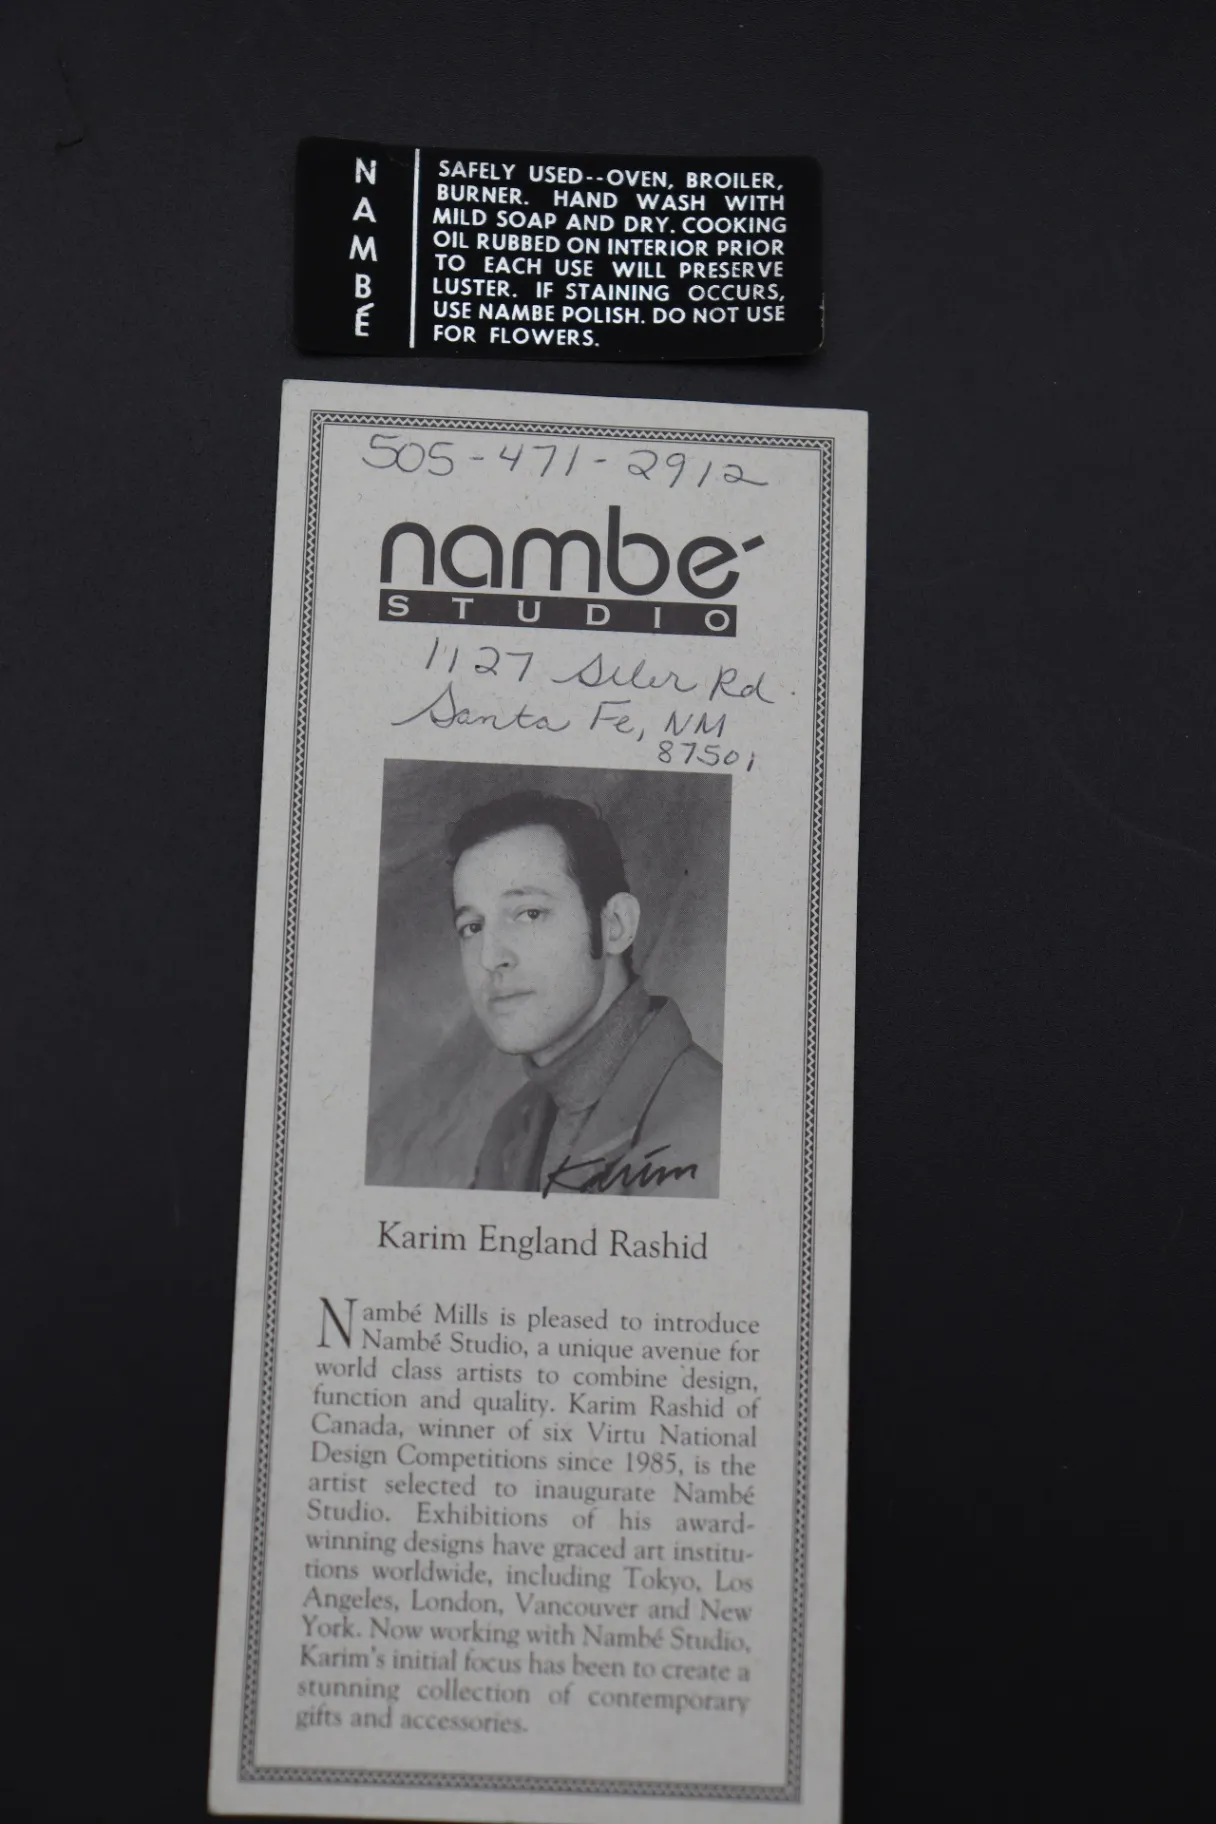 NAMBÉ
SAFELY USED--OVEN, BROILER,
BURNER. HAND WASH WITH
MILD SOAP AND DRY. COOKING
OIL RUBBED ON INTERIOR PRIOR
TO EACH USE WILL PRESERVE
LUSTER. IF STAINING OCCURS,
USE NAMBE POLISH. DO NOT USE
FOR FLOWERS.
505-471-2912
nambé
STUDIO
1127 Siler Rd.
Santa Fe, NM
87501
Karim
Karim England Rashid
Nambé Mills is pleased to introduce
Nambé Studio, a unique avenue for
world class artists to combine design,
function and quality. Karim Rashid of
Canada, winner of six Virtu National
Design Competitions since 1985, is the
artist selected to inaugurate Nambé
Studio. Exhibitions of his award-
winning designs have graced art institu-
tions worldwide, including Tokyo, Los
Angeles, London, Vancouver and New
York. Now working with Nambé Studio,
Karim's initial focus has been to create a
stunning collection of contemporary
gifts and accessories.